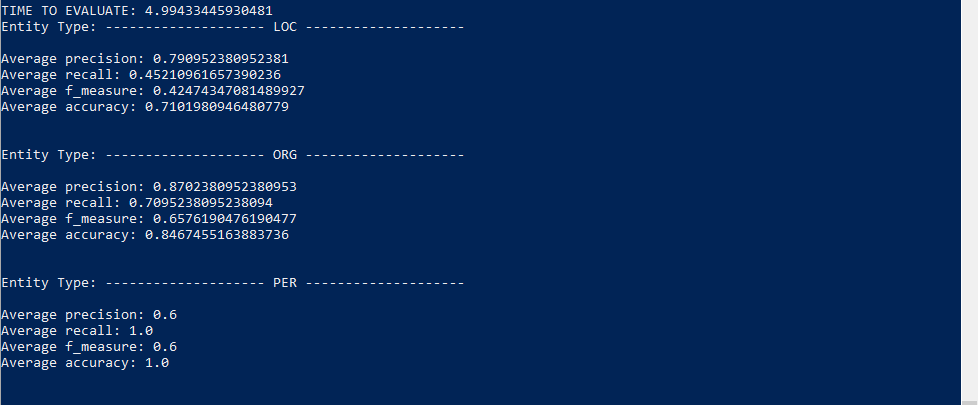 TIME TO EVALUATE: 4.99433445930481
Entity Type: -------------------- LOC --------------------
Average precision: 0.790952380952381
Average recall: 0.45210961657390236
Average f_measure: 0.42474347081489927
Average accuracy: 0.7101980946480779
Entity Type: -------------------- ORG --------------------
Average precision: 0.8702380952380953
Average recall: 0.7095238095238094
Average f_measure: 0.6576190476190477
Average accuracy: 0.8467455163883736
Entity Type: -------------------- PER --------------------
Average precision: 0.6
Average recall: 1.0
Average f_measure: 0.6
Average accuracy: 1.0